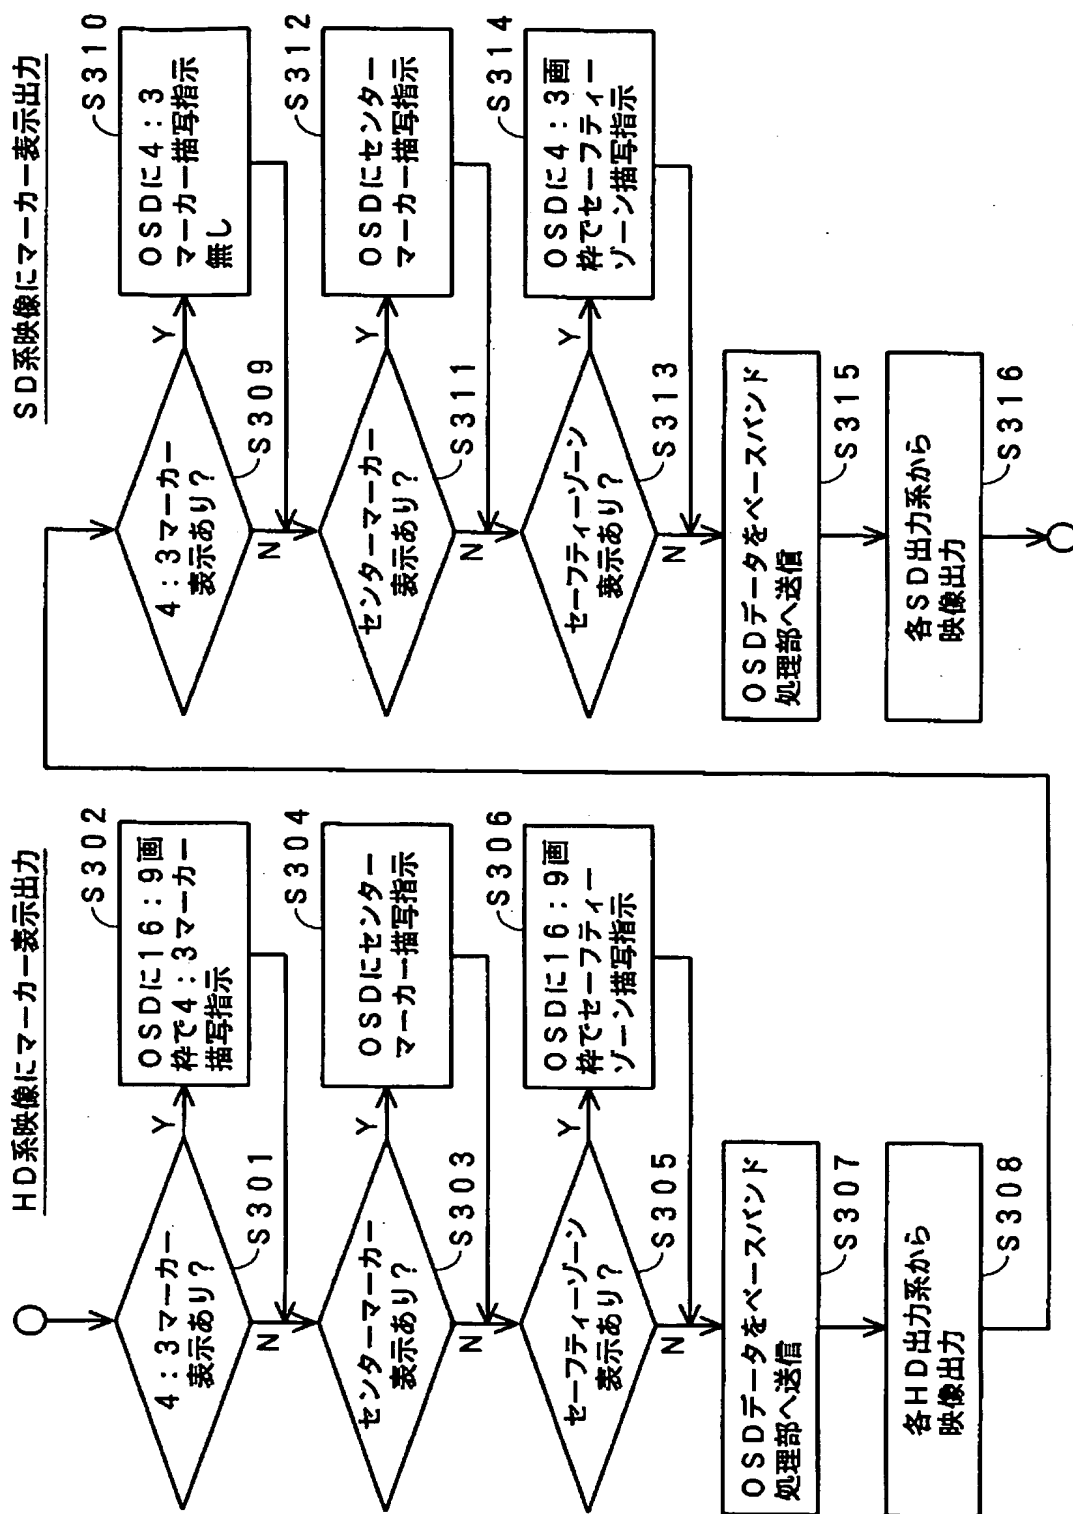 HD系映像にマーカー表示出力
4:3マーカー
表示あり?
S301
Y
N
OSDに16:9画
枠で4:3マーカー
描写指示
S302
センターマーカー
表示あり?
S303
Y
N
OSDにセンター
マーカー描写指示
S304
セーフティーゾーン
表示あり?
S305
Y
N
OSDに16:9画
枠でセーフティー
ゾーン描写指示
S306
OSDデータをベースバンド
処理部へ送信
S307
各HD出力系から
映像出力
S308
SD系映像にマーカー表示出力
4:3マーカー
表示あり?
S309
Y
N
OSDに4:3
マーカー描写指示
無し
S310
センターマーカー
表示あり?
S311
Y
N
OSDにセンター
マーカー描写指示
S312
セーフティーゾーン
表示あり?
S313
Y
N
OSDに4:3画
枠でセーフティー
ゾーン描写指示
S314
OSDデータをベースバンド
処理部へ送信
S315
各SD出力系から
映像出力
S316